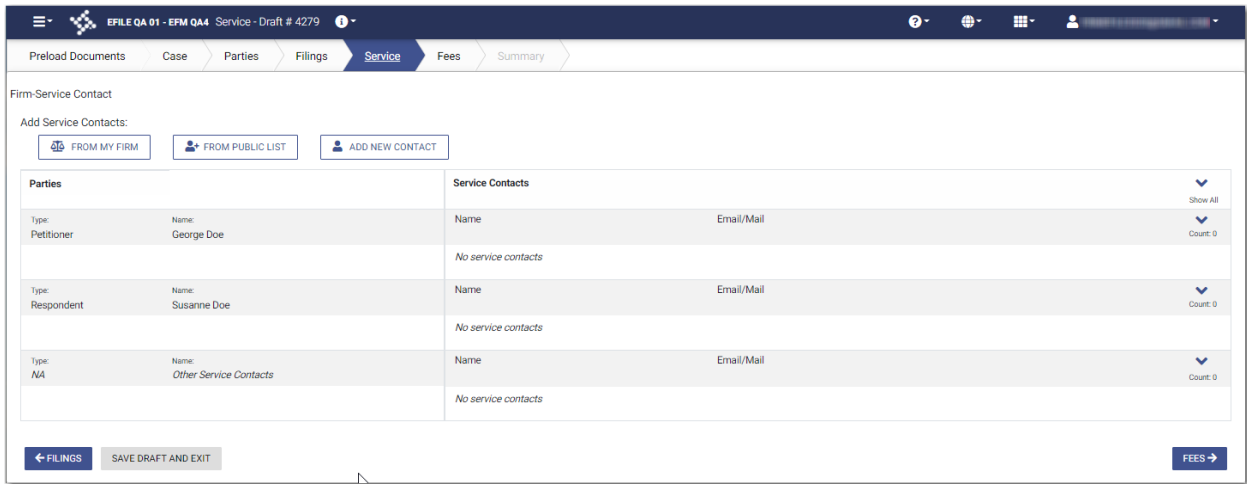 EFILE QA 01 - EFM QA4 Service - Draft # 4279
Preload Documents Case Parties Filings Service Fees Summary
Firm-Service Contact
Add Service Contacts:
FROM MY FIRM FROM PUBLIC LIST ADD NEW CONTACT
Parties Service Contacts
Show All
Type: Name: Name Email/Mail
Petitioner George Doe Count: 0
No service contacts
Type: Name: Name Email/Mail
Respondent Susanne Doe Count: 0
No service contacts
Type: Name: Name Email/Mail
NA Other Service Contacts Count: 0
No service contacts
FILINGS SAVE DRAFT AND EXIT FEES